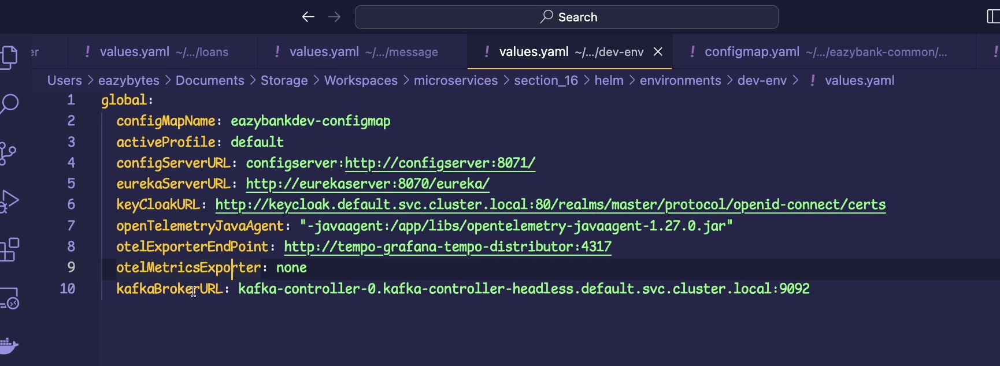 Search
er
! values.yaml ~/.../loans
! values.yaml ~/.../message
! values.yaml ~/.../dev-env
! configmap.yaml ~/.../eazybank-common/...
!
Users > eazybytes > Documents > Storage > Workspaces > microservices > section_16 > helm > environments > dev-env > ! values.yaml
1 global:
2 configMapName: eazybankdev-configmap
3 activeProfile: default
4 configServerURL: configserver:http://configserver:8071/
5 eurekaServerURL: http://eurekaserver:8070/eureka/
6 keyCloakURL: http://keycloak.default.svc.cluster.local:80/realms/master/protocol/openid-connect/certs
7 openTelemetryJavaAgent: "-javaagent:/app/libs/opentelemetry-javaagent-1.27.0.jar"
8 otelExporterEndPoint: http://tempo-grafana-tempo-distributor:4317
9 otelMetricsExporter: none
10 kafkaBrokerURL: kafka-controller-0.kafka-controller-headless.default.svc.cluster.local:9092